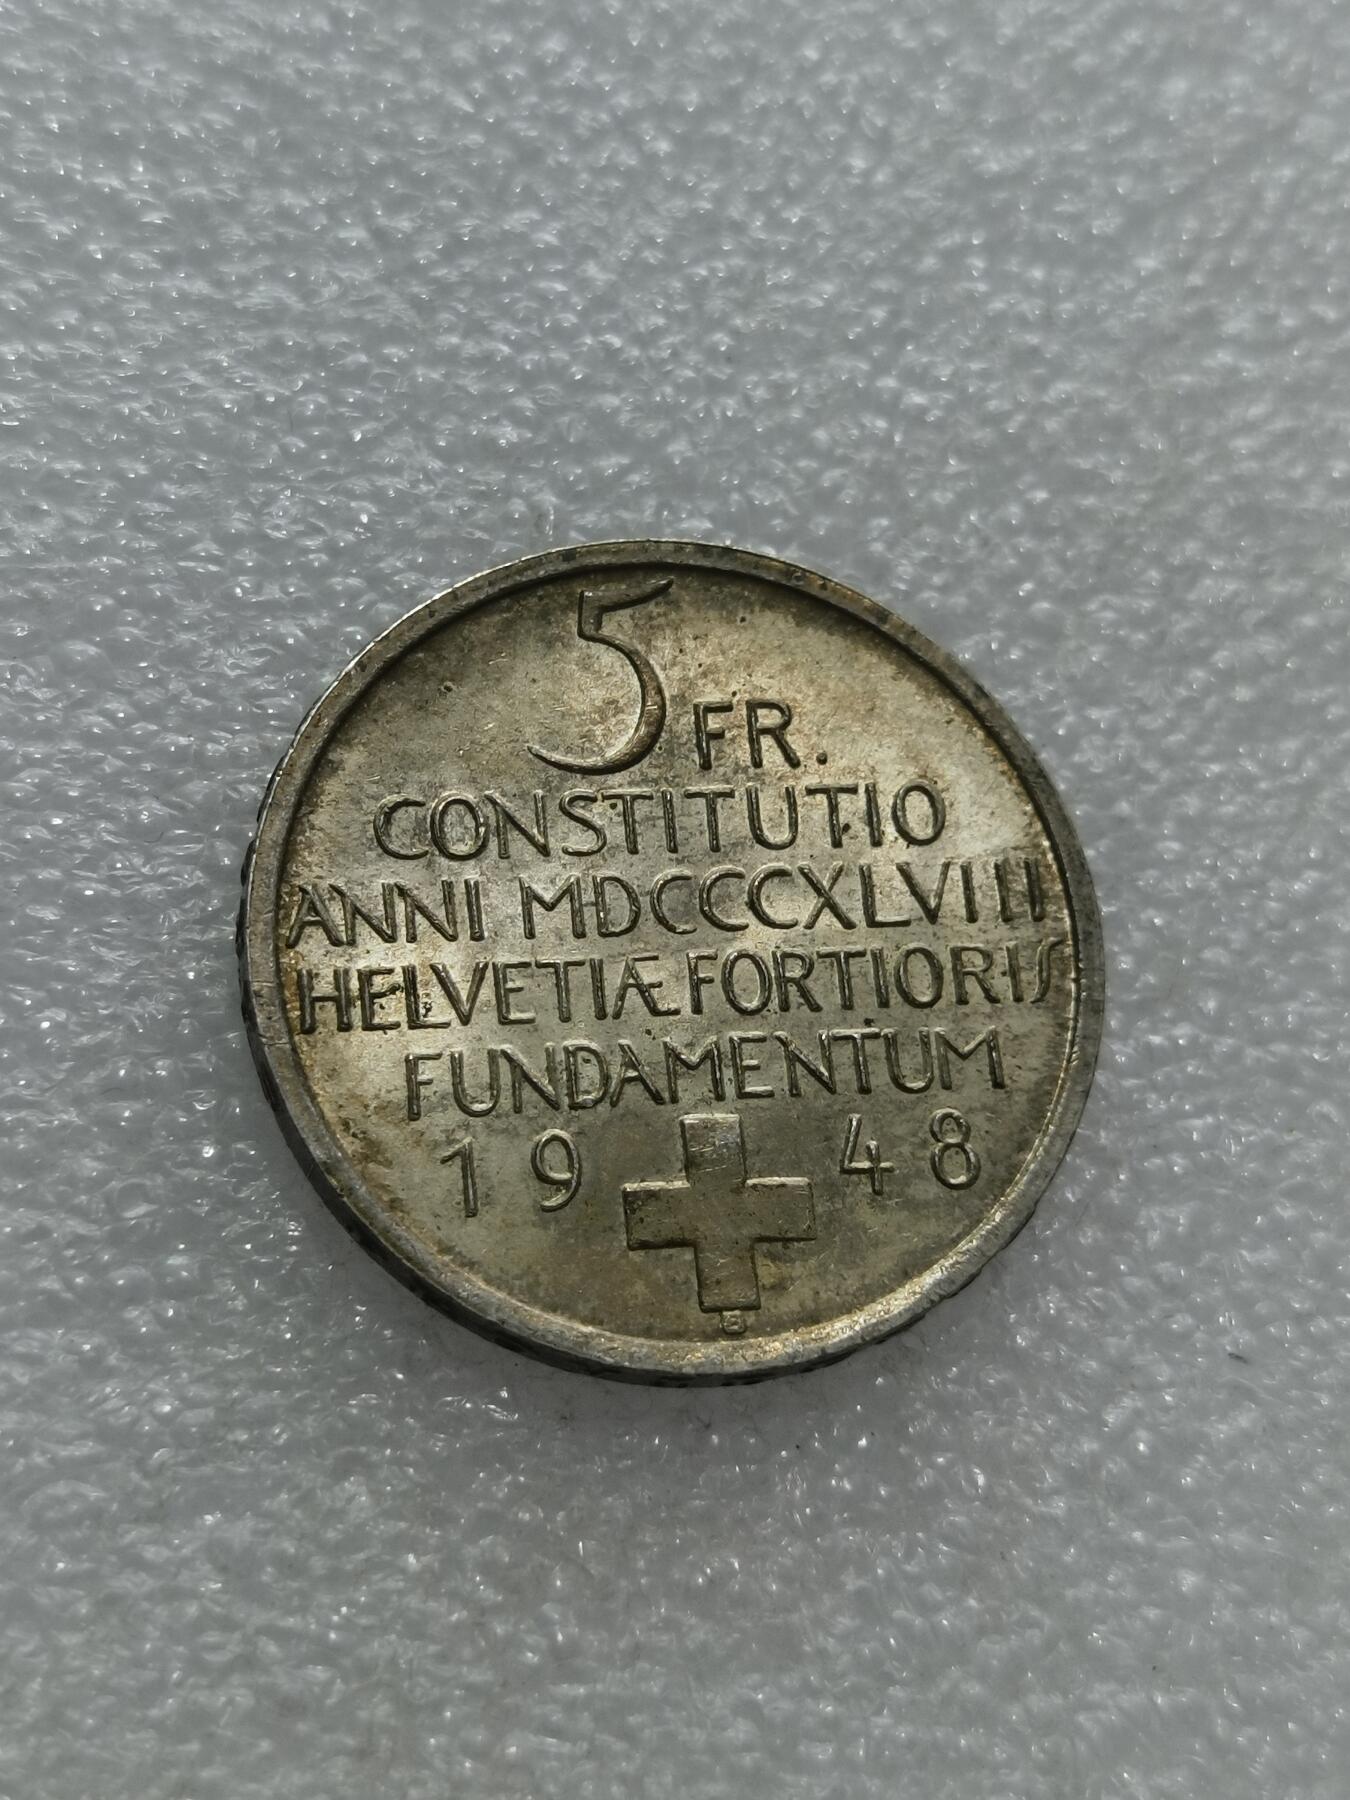 5 FR.
CONSTITUTIO
ANNI MDCCCXLVIII
HELVETIÆ FORTIORIS
FUNDAMENTUM
1948
B